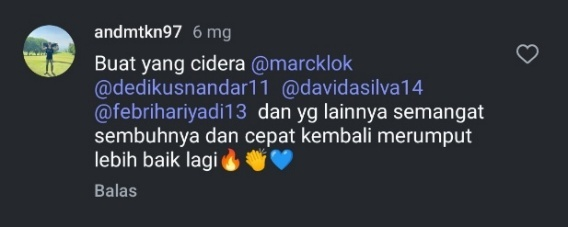 andmtkn97 6 mg
Buat yang cidera @marcklok
@dedikusnandar11 @davidasilva14
@febrihariyadi13 dan yg lainnya semangat
sembuhnya dan cepat kembali merumput
lebih baik lagi🔥👏💙
Balas